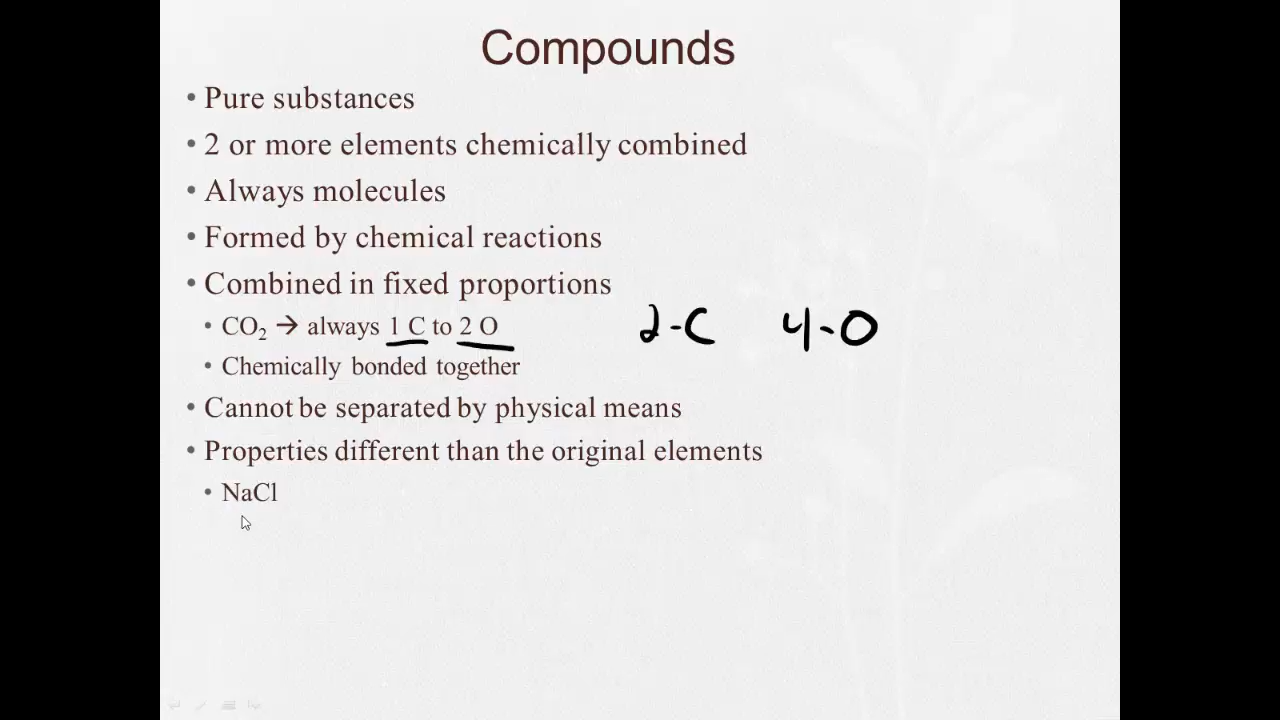 Compounds
• Pure substances
• 2 or more elements chemically combined
• Always molecules
• Formed by chemical reactions
• Combined in fixed proportions
• CO₂ → always 1 C to 2 O 2-C 4-O
• Chemically bonded together
• Cannot be separated by physical means
• Properties different than the original elements
• NaCl